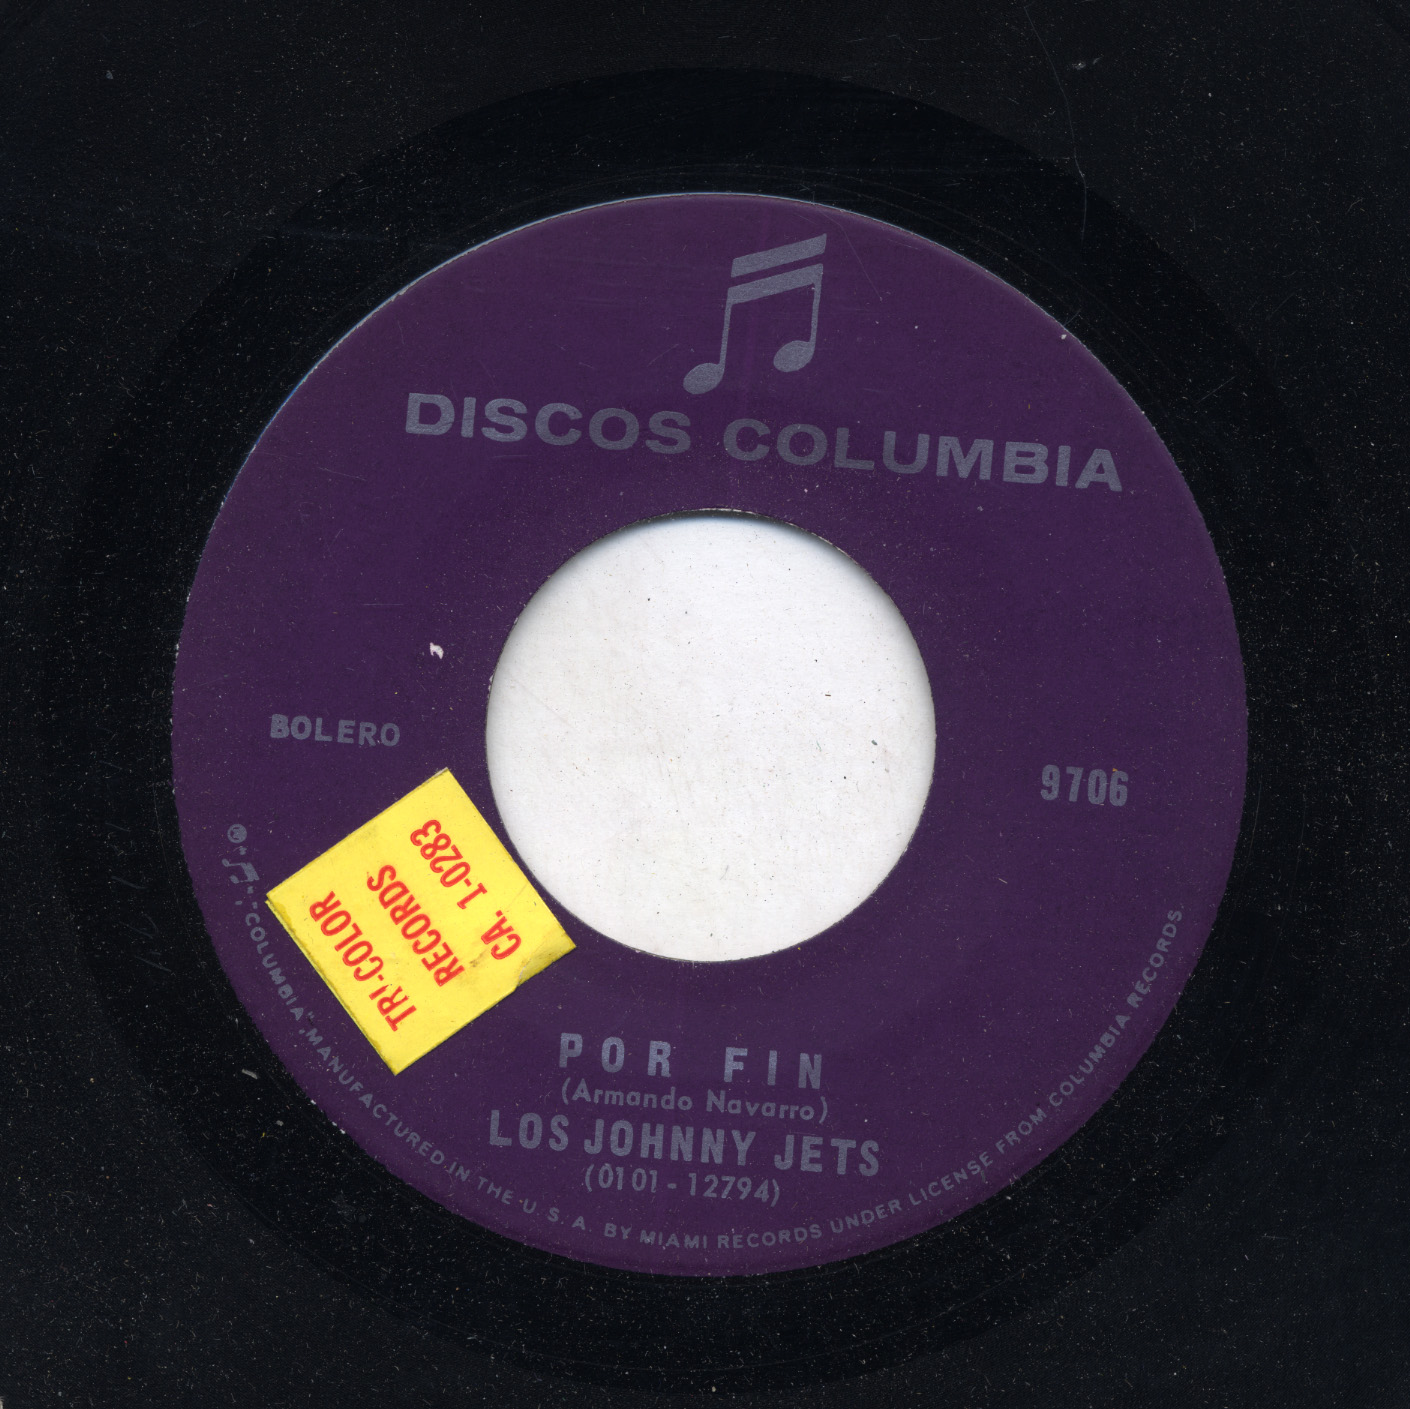 DISCOS COLUMBIA
BOLERO
9706
TRI-COLOR
RECORDS
CA. 1-0283
POR FIN
(Armando Navarro)
LOS JOHNNY JETS
(0101-12794)
"COLUMBIA", MANUFACTURED IN THE U.S.A. BY MIAMI RECORDS UNDER LICENSE FROM COLUMBIA RECORDS.